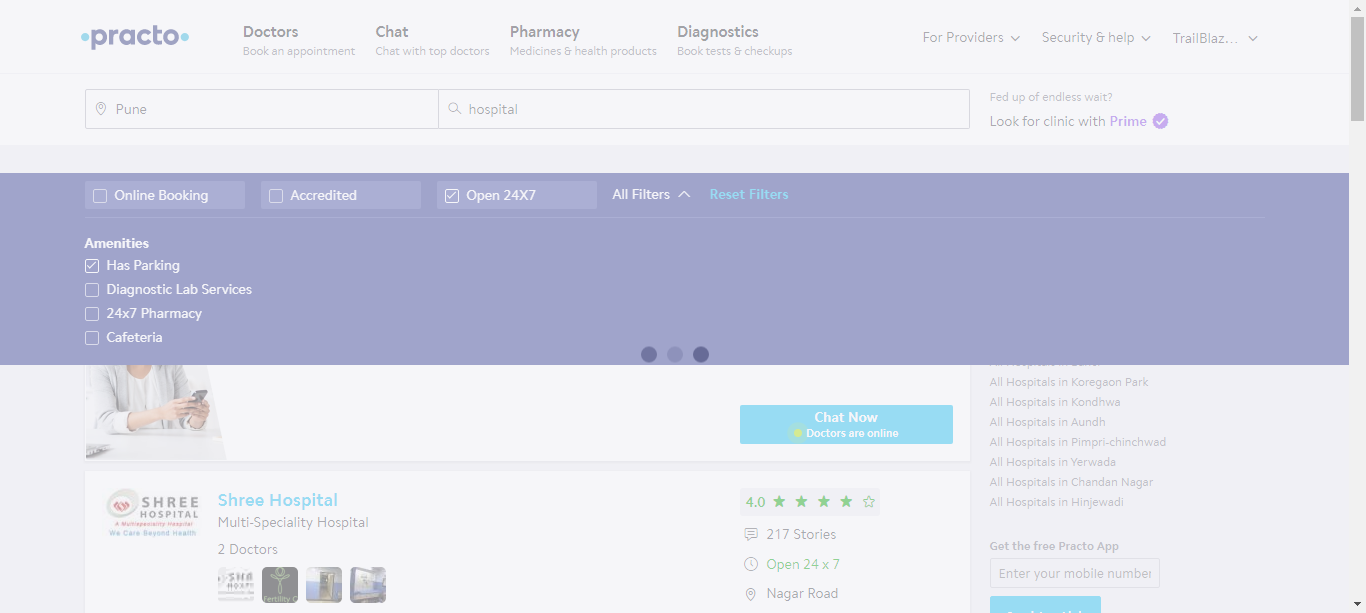 practo
Doctors
Book an appointment
Chat
Chat with top doctors
Pharmacy
Medicines & health products
Diagnostics
Book tests & checkups
For Providers
Security & help
TrailBlaz...
Pune
hospital
Fed up of endless wait?
Look for clinic with Prime
Online Booking
Accredited
Open 24X7
All Filters
Reset Filters
Amenities
Has Parking
Diagnostic Lab Services
24x7 Pharmacy
Cafeteria
Chat Now
Doctors are online
All Hospitals in Koregaon Park
All Hospitals in Kondhwa
All Hospitals in Aundh
All Hospitals in Pimpri-chinchwad
All Hospitals in Yerwada
All Hospitals in Chandan Nagar
All Hospitals in Hinjewadi
SHREE
HOSPITAL
A Multispeciality Hospital
We Care Beyond Health
Shree Hospital
Multi-Speciality Hospital
2 Doctors
Fertility C
4.0
217 Stories
Open 24 x 7
Nagar Road
Get the free Practo App
Enter your mobile number